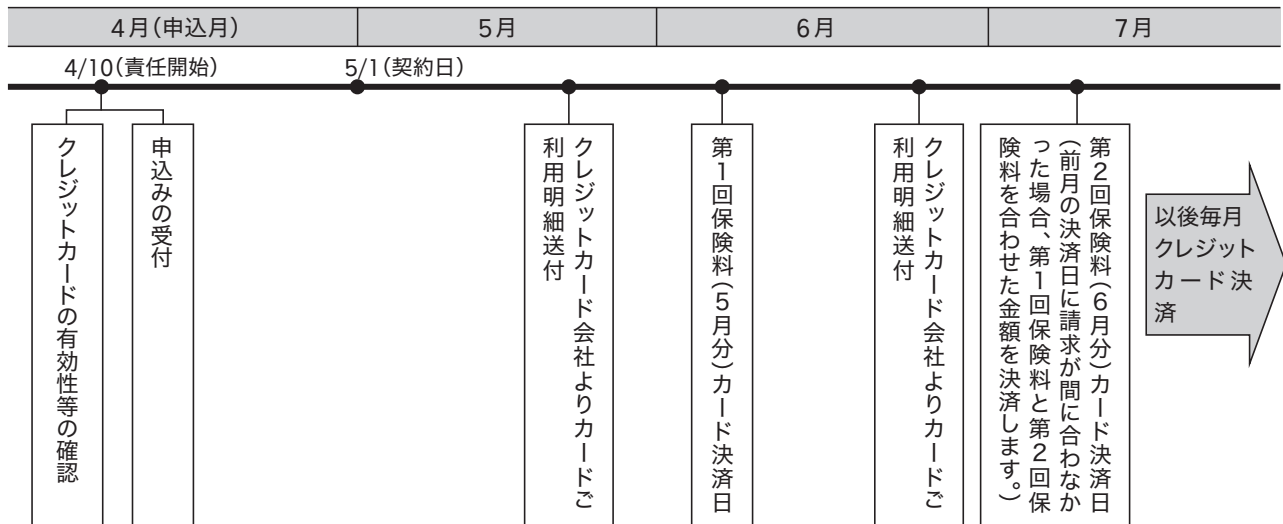 4月(申込月)
5月
6月
7月
4/10(責任開始)
5/1(契約日)
クレジットカードの有効性等の確認
申込みの受付
クレジットカード会社よりカードご
利用明細送付
第1回保険料(5月分)カード決済日
クレジットカード会社よりカードご
利用明細送付
第2回保険料(6月分)カード決済日
(前月の決済日に請求が間に合わなか
った場合、第1回保険料と第2回保
険料を合わせた金額を決済します。)
以後毎月
クレジット
カード決
済